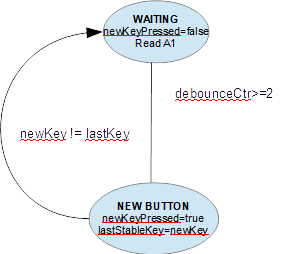 WAITING
newKeyPressed=false
Read A1
debounceCtr>=2
newKey != lastKey
NEW BUTTON
newKeyPressed=true
lastStableKey=newKey